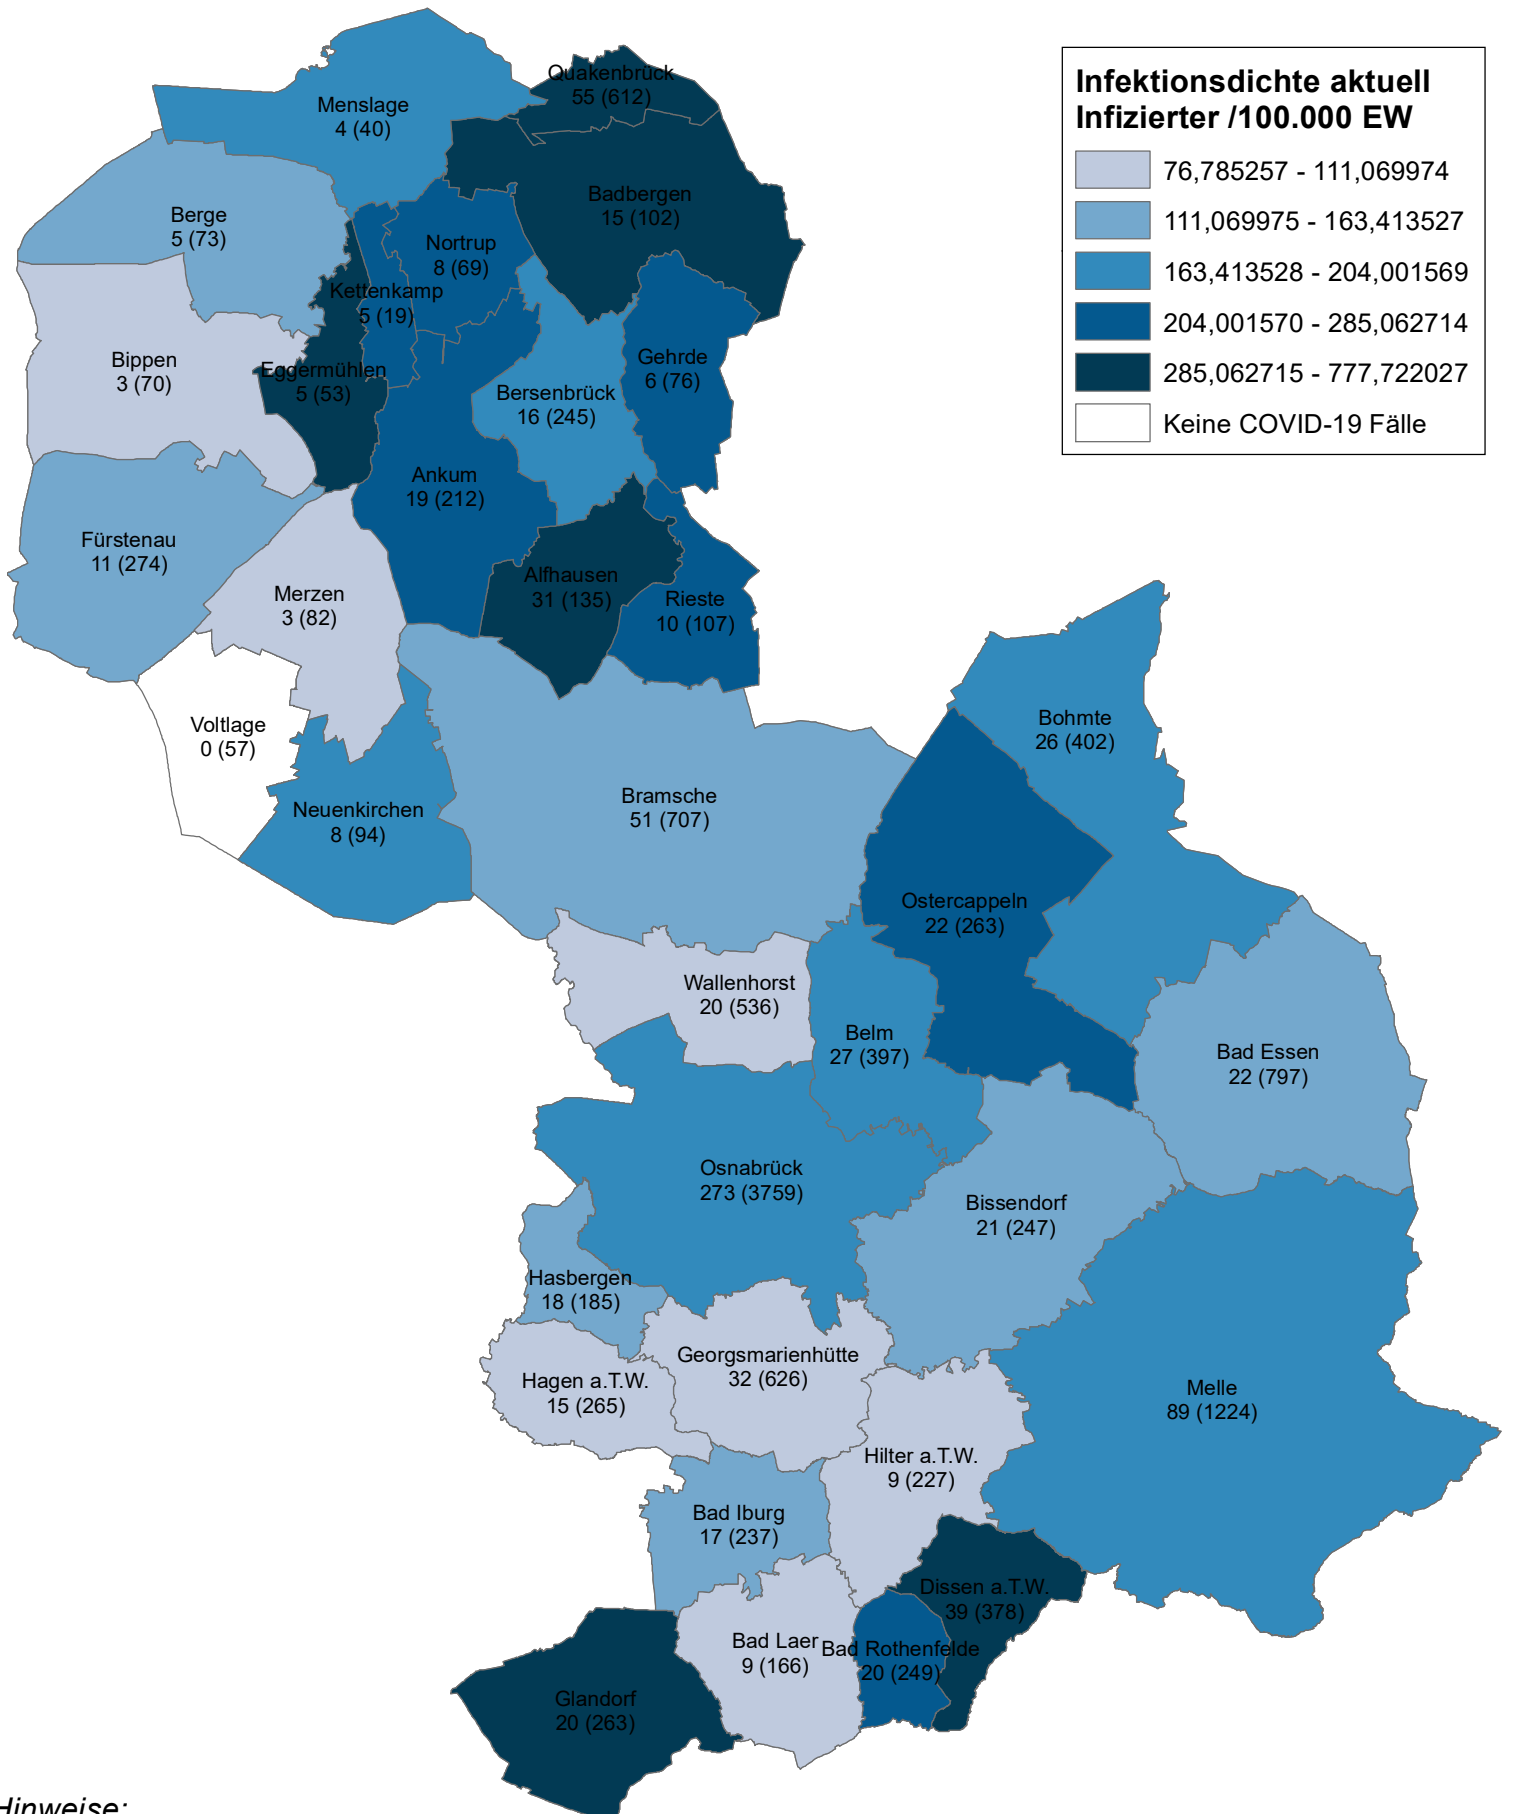 Infektionsdichte aktuell
Infizierter /100.000 EW
76,785257 - 111,069974
111,069975 - 163,413527
163,413528 - 204,001569
204,001570 - 285,062714
285,062715 - 777,722027
Keine COVID-19 Fälle
Quakenbrück
55 (612)
Menslage
4 (40)
Badbergen
15 (102)
Berge
5 (73)
Nortrup
8 (69)
Kettenkamp
5 (19)
Bippen
3 (70)
Eggermühlen
5 (53)
Gehrde
6 (76)
Bersenbrück
16 (245)
Ankum
19 (212)
Fürstenau
11 (274)
Alfhausen
31 (135)
Merzen
3 (82)
Rieste
10 (107)
Voltlage
0 (57)
Bohmte
26 (402)
Neuenkirchen
8 (94)
Bramsche
51 (707)
Ostercappeln
22 (263)
Wallenhorst
20 (536)
Belm
27 (397)
Bad Essen
22 (797)
Osnabrück
273 (3759)
Bissendorf
21 (247)
Hasbergen
18 (185)
Georgsmarienhütte
32 (626)
Hagen a.T.W.
15 (265)
Melle
89 (1224)
Hilter a.T.W.
9 (227)
Bad Iburg
17 (237)
Dissen a.T.W.
39 (378)
Bad Laer
9 (166)
Bad Rothenfelde
20 (249)
Glandorf
20 (263)
Hinweise: